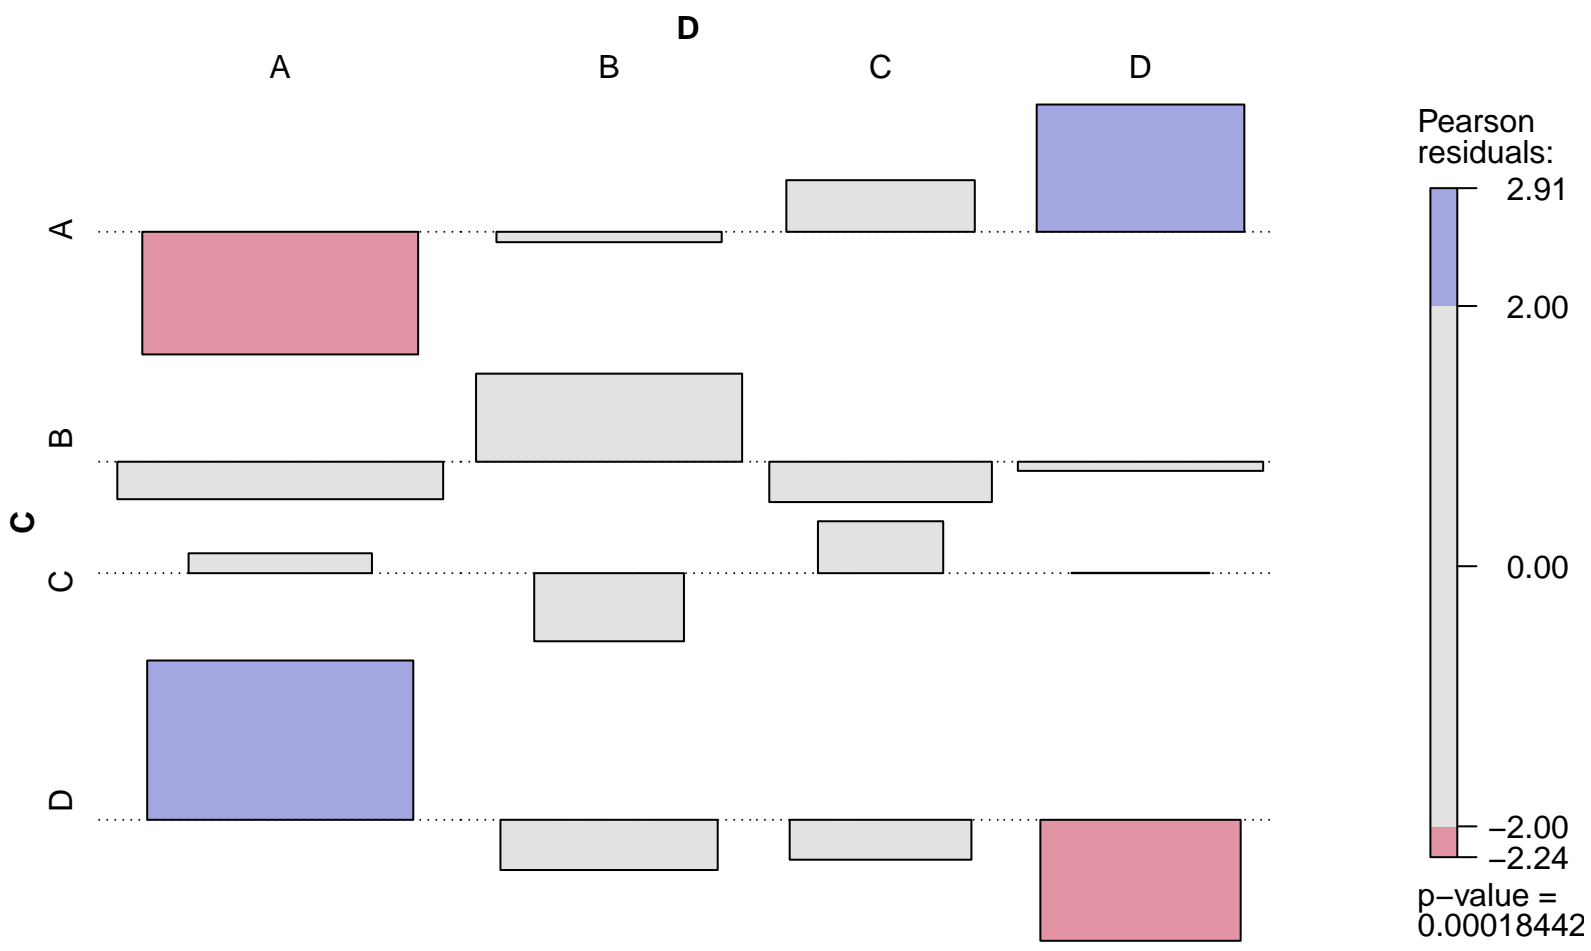 D
A B C D
A
B
C
C
D
Pearson
residuals:
2.91
2.00
0.00
−2.00
−2.24
p−value =
0.00018442